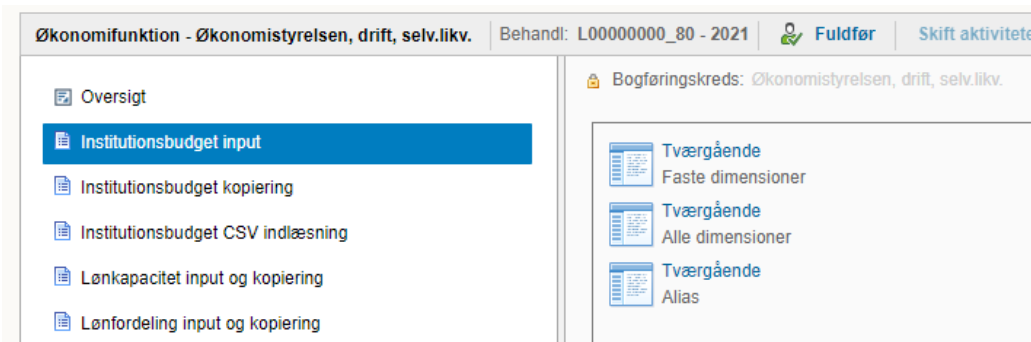 Økonomifunktion - Økonomistyrelsen, drift, selv.likv. Behandl: L00000000_80 - 2021 Fuldfør Skift aktivitete
Oversigt
Institutionsbudget input
Institutionsbudget kopiering
Institutionsbudget CSV indlæsning
Lønkapacitet input og kopiering
Lønfordeling input og kopiering
Bogføringskreds: Økonomistyrelsen, drift, selv.likv.
Tværgående
Faste dimensioner
Tværgående
Alle dimensioner
Tværgående
Alias